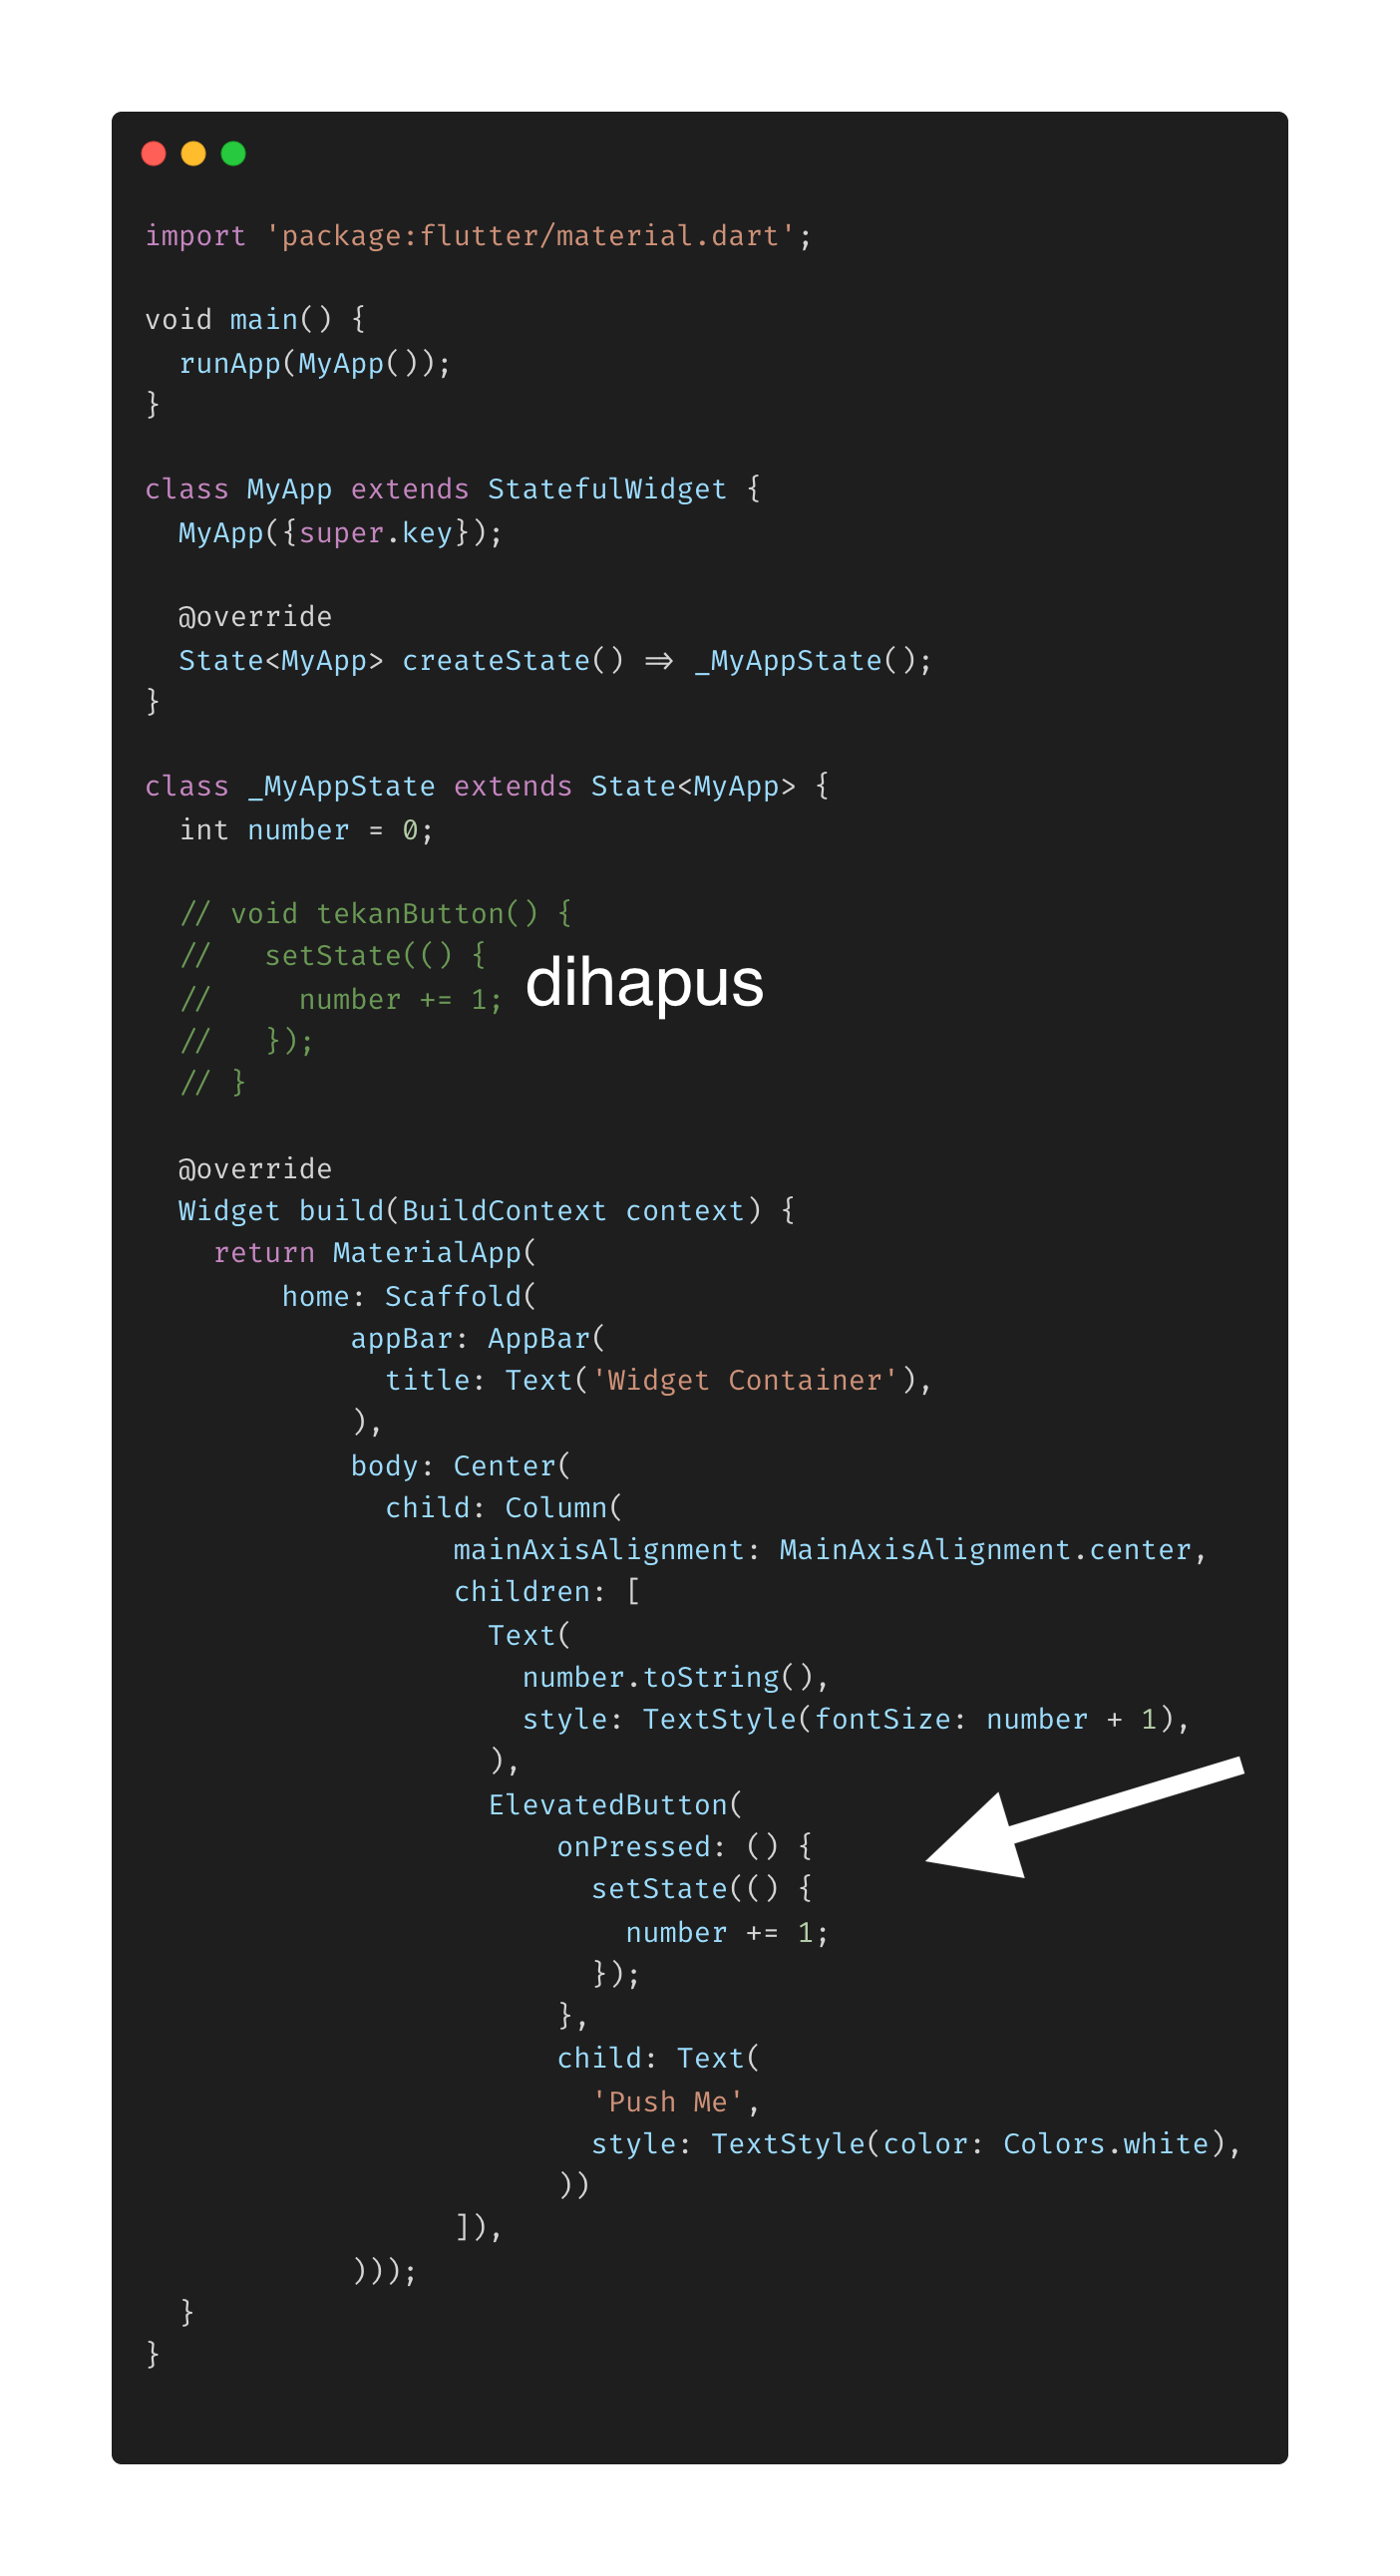 import 'package:flutter/material.dart';
void main() {
  runApp(MyApp());
}
class MyApp extends StatefulWidget {
  MyApp({super.key});
  @override
  State<MyApp> createState() => _MyAppState();
}
class _MyAppState extends State<MyApp> {
  int number = 0;
  // void tekanButton() {
  //   setState(() {
  //     number += 1;
  //   });
  // }
dihapus
  @override
  Widget build(BuildContext context) {
    return MaterialApp(
        home: Scaffold(
            appBar: AppBar(
              title: Text('Widget Container'),
            ),
            body: Center(
              child: Column(
                  mainAxisAlignment: MainAxisAlignment.center,
                  children: [
                    Text(
                      number.toString(),
                      style: TextStyle(fontSize: number + 1),
                    ),
                    ElevatedButton(
                        onPressed: () {
                          setState(() {
                            number += 1;
                          });
                        },
                        child: Text(
                          'Push Me',
                          style: TextStyle(color: Colors.white),
                        ))
                  ]),
            )));
  }
}